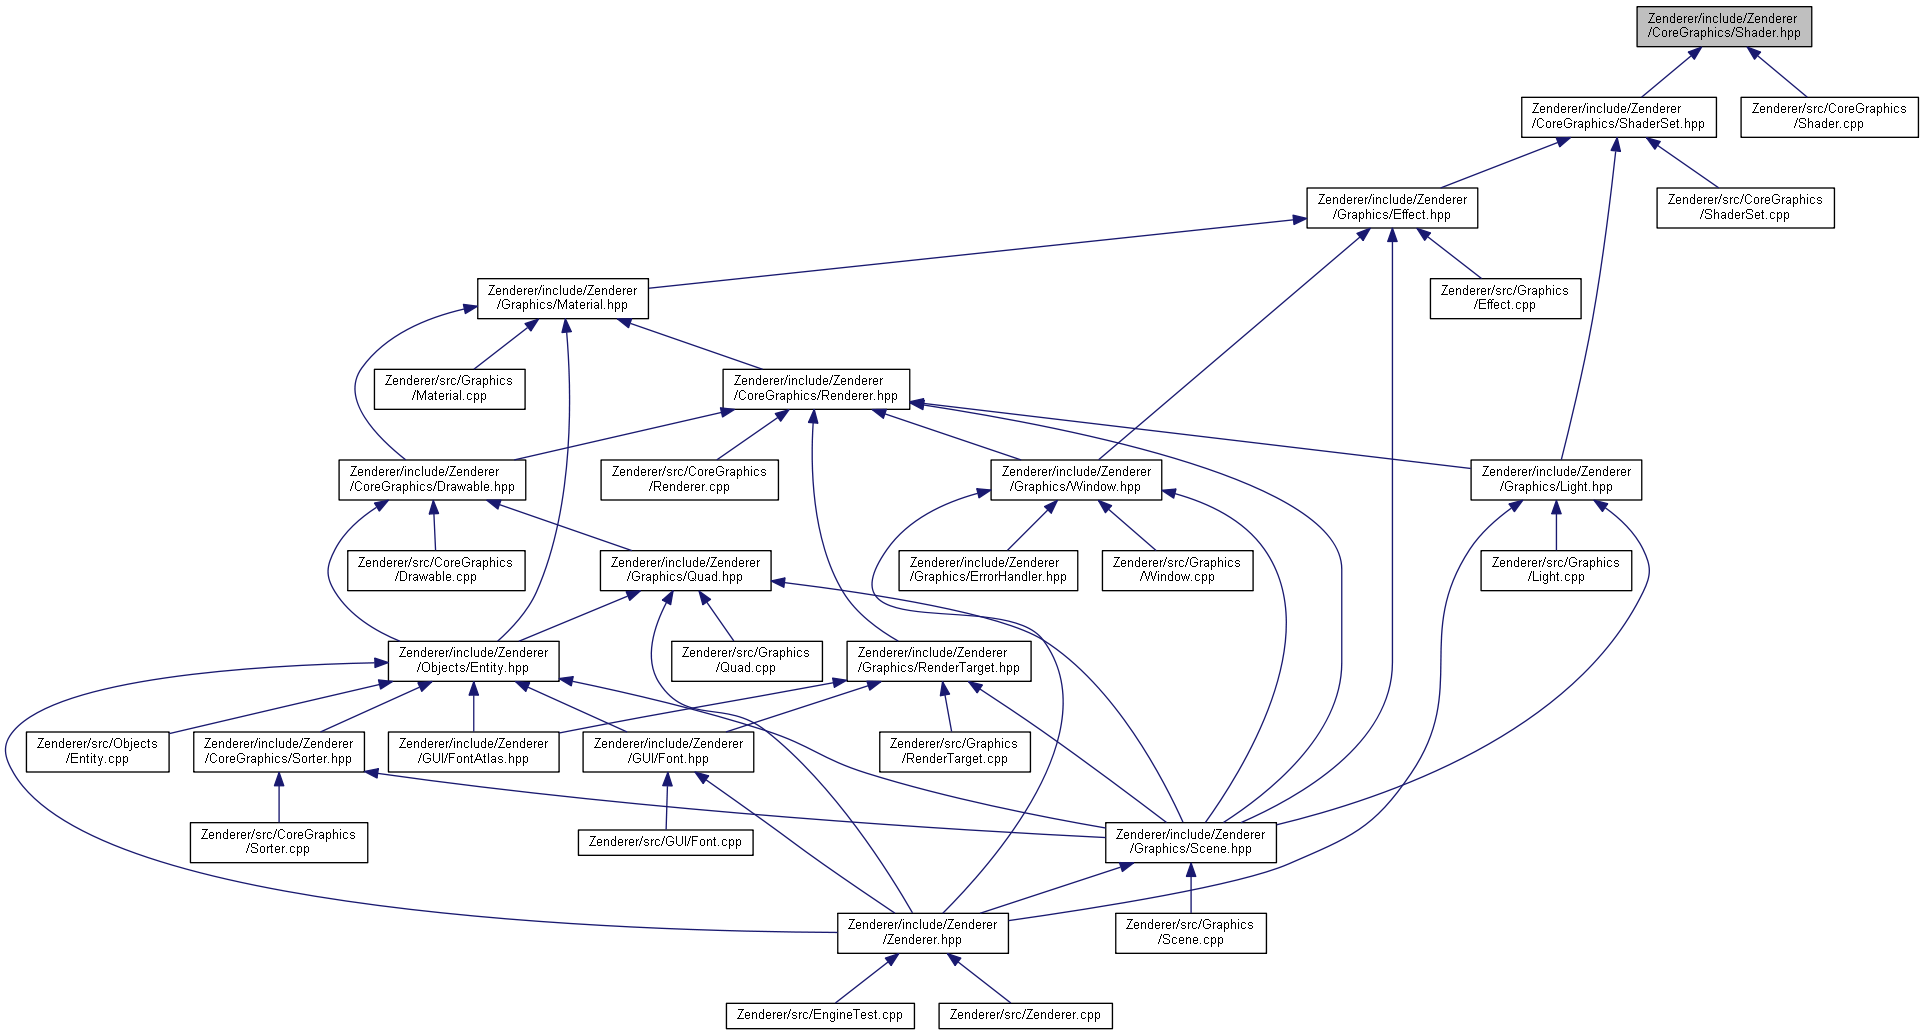 Zenderer/include/Zenderer
/CoreGraphics/Shader.hpp
Zenderer/include/Zenderer
/CoreGraphics/ShaderSet.hpp
Zenderer/src/CoreGraphics
/Shader.cpp
Zenderer/include/Zenderer
/Graphics/Effect.hpp
Zenderer/src/CoreGraphics
/ShaderSet.cpp
Zenderer/include/Zenderer
/Graphics/Material.hpp
Zenderer/src/Graphics
/Effect.cpp
Zenderer/src/Graphics
/Material.cpp
Zenderer/include/Zenderer
/CoreGraphics/Renderer.hpp
Zenderer/include/Zenderer
/CoreGraphics/Drawable.hpp
Zenderer/src/CoreGraphics
/Renderer.cpp
Zenderer/include/Zenderer
/Graphics/Window.hpp
Zenderer/include/Zenderer
/Graphics/Light.hpp
Zenderer/src/CoreGraphics
/Drawable.cpp
Zenderer/include/Zenderer
/Graphics/Quad.hpp
Zenderer/include/Zenderer
/Graphics/ErrorHandler.hpp
Zenderer/src/Graphics
/Window.cpp
Zenderer/src/Graphics
/Light.cpp
Zenderer/include/Zenderer
/Objects/Entity.hpp
Zenderer/src/Graphics
/Quad.cpp
Zenderer/include/Zenderer
/Graphics/RenderTarget.hpp
Zenderer/src/Objects
/Entity.cpp
Zenderer/include/Zenderer
/CoreGraphics/Sorter.hpp
Zenderer/include/Zenderer
/GUI/FontAtlas.hpp
Zenderer/include/Zenderer
/GUI/Font.hpp
Zenderer/src/Graphics
/RenderTarget.cpp
Zenderer/src/CoreGraphics
/Sorter.cpp
Zenderer/src/GUI/Font.cpp
Zenderer/include/Zenderer
/Graphics/Scene.hpp
Zenderer/include/Zenderer
/Zenderer.hpp
Zenderer/src/Graphics
/Scene.cpp
Zenderer/src/EngineTest.cpp
Zenderer/src/Zenderer.cpp